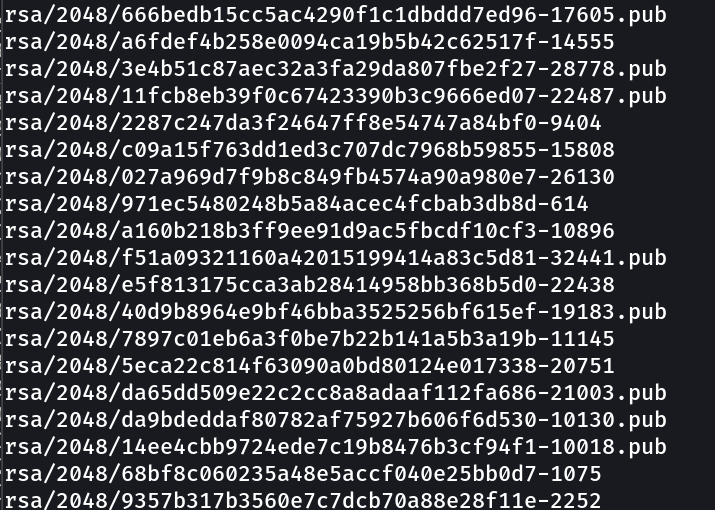 rsa/2048/666bedb15cc5ac4290f1c1dbddd7ed96-17605.pub
rsa/2048/a6fdef4b258e0094ca19b5b42c62517f-14555
rsa/2048/3e4b51c87aec32a3fa29da807fbe2f27-28778.pub
rsa/2048/11fcb8eb39f0c67423390b3c9666ed07-22487.pub
rsa/2048/2287c247da3f24647ff8e54747a84bf0-9404
rsa/2048/c09a15f763dd1ed3c707dc7968b59855-15808
rsa/2048/027a969d7f9b8c849fb4574a90a980e7-26130
rsa/2048/971ec5480248b5a84acec4fcbab3db8d-614
rsa/2048/a160b218b3ff9ee91d9ac5fbcdf10cf3-10896
rsa/2048/f51a09321160a42015199414a83c5d81-32441.pub
rsa/2048/e5f813175cca3ab28414958bb368b5d0-22438
rsa/2048/40d9b8964e9bf46bba3525256bf615ef-19183.pub
rsa/2048/7897c01eb6a3f0be7b22b141a5b3a19b-11145
rsa/2048/5eca22c814f63090a0bd80124e017338-20751
rsa/2048/da65dd509e22c2cc8a8adaaf112fa686-21003.pub
rsa/2048/da9bdeddaf80782af75927b606f6d530-10130.pub
rsa/2048/14ee4cbb9724ede7c19b8476b3cf94f1-10018.pub
rsa/2048/68bf8c060235a48e5accf040e25bb0d7-1075
rsa/2048/9357b317b3560e7c7dcb70a88e28f11e-2252